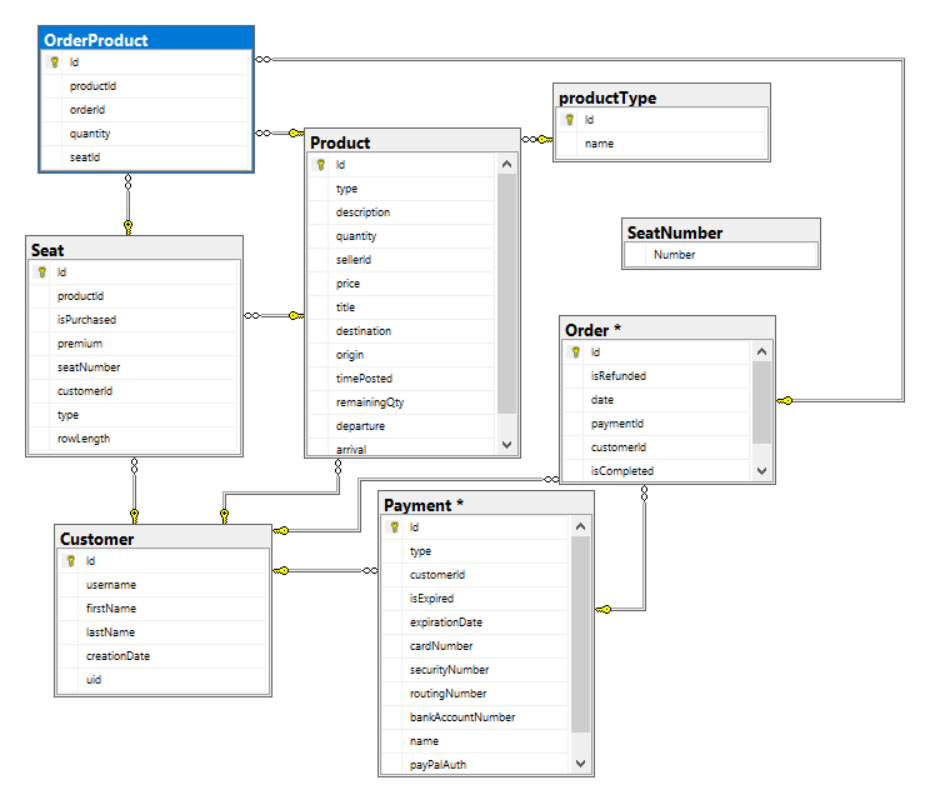 OrderProduct
Id
productId
orderId
quantity
seatId
productType
Id
name
Product
Id
type
description
quantity
sellerId
price
title
destination
origin
timePosted
remainingQty
departure
arrival
SeatNumber
Number
Seat
Id
productId
isPurchased
premium
seatNumber
customerId
type
rowLength
Order *
Id
isRefunded
date
paymentId
customerId
isCompleted
Payment *
Id
type
customerId
isExpired
expirationDate
cardNumber
securityNumber
routingNumber
bankAccountNumber
name
payPalAuth
Customer
Id
username
firstName
lastName
creationDate
uid